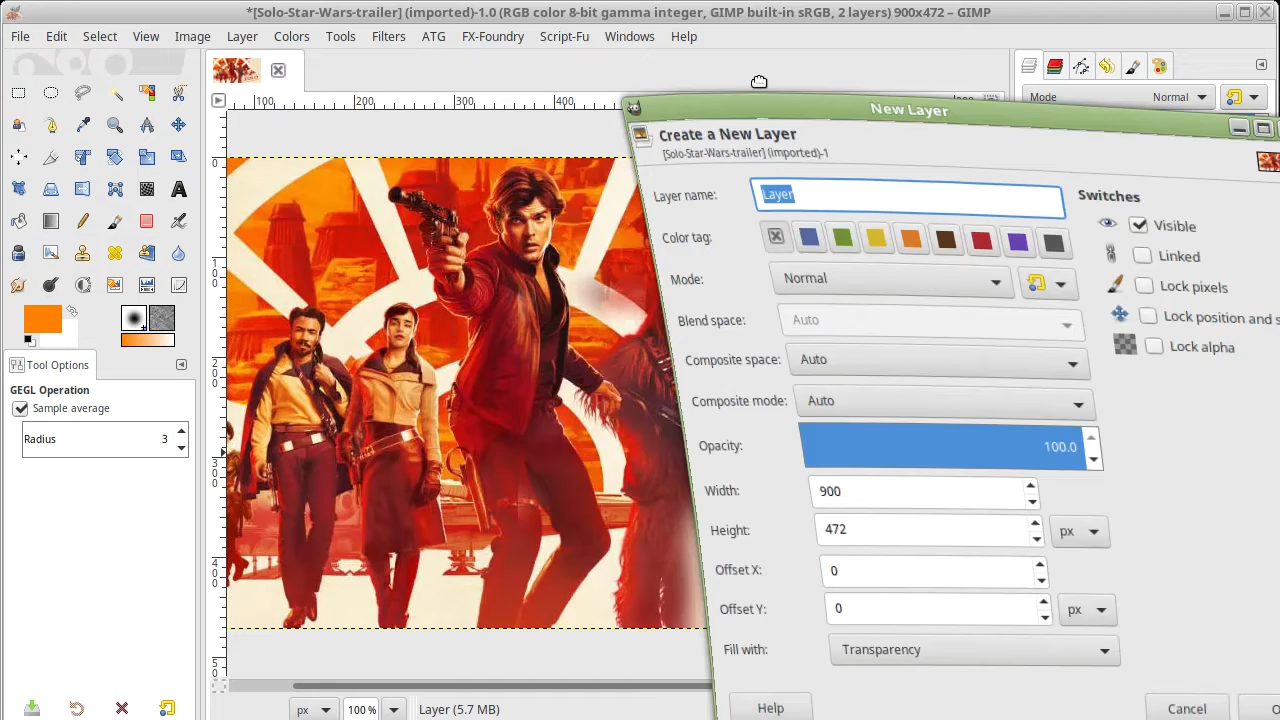 *[Solo-Star-Wars-trailer] (imported)-1.0 (RGB color 8-bit gamma integer, GIMP built-in sRGB, 2 layers) 900x472 – GIMP
File Edit Select View Image Layer Colors Tools Filters ATG FX-Foundry Script-Fu Windows Help
100 200 300 400
Mode Normal
New Layer
Create a New Layer
[Solo-Star-Wars-trailer] (imported)-1
Layer name: Layer
Color tag:
Mode: Normal
Blend space: Auto
Composite space: Auto
Composite mode: Auto
Opacity: 100.0
Width: 900
Height: 472 px
Offset X: 0
Offset Y: 0 px
Fill with: Transparency
Help Cancel
Switches
Visible
Linked
Lock pixels
Lock position and
Lock alpha
0
100
200
300
400
Tool Options
GEGL Operation
Sample average
Radius 3
px 100 % Layer (5.7 MB)